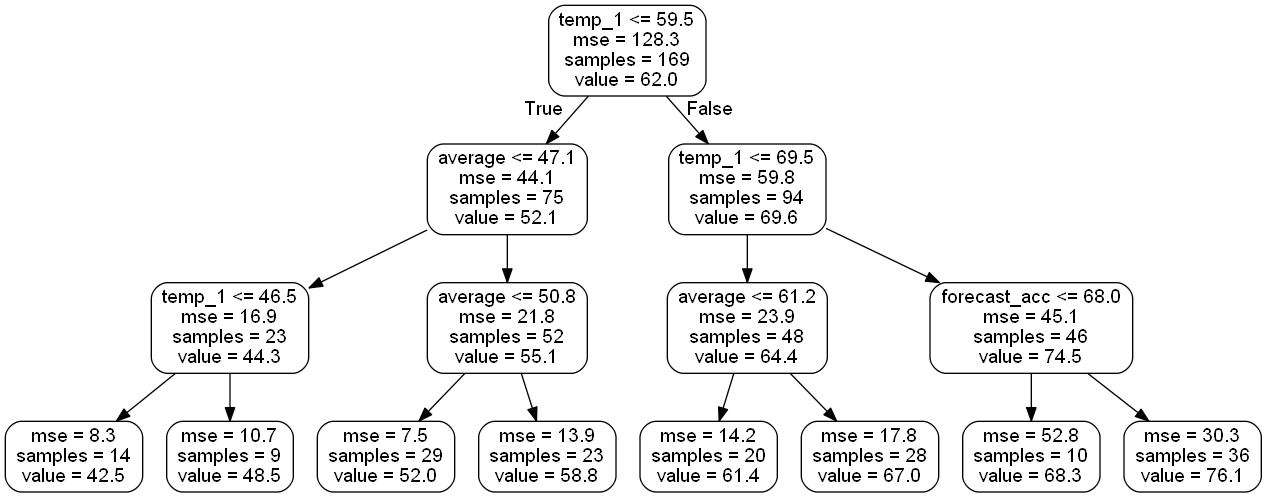 temp_1 <= 59.5
mse = 128.3
samples = 169
value = 62.0
True
False
average <= 47.1
mse = 44.1
samples = 75
value = 52.1
temp_1 <= 69.5
mse = 59.8
samples = 94
value = 69.6
temp_1 <= 46.5
mse = 16.9
samples = 23
value = 44.3
average <= 50.8
mse = 21.8
samples = 52
value = 55.1
average <= 61.2
mse = 23.9
samples = 48
value = 64.4
forecast_acc <= 68.0
mse = 45.1
samples = 46
value = 74.5
mse = 8.3
samples = 14
value = 42.5
mse = 10.7
samples = 9
value = 48.5
mse = 7.5
samples = 29
value = 52.0
mse = 13.9
samples = 23
value = 58.8
mse = 14.2
samples = 20
value = 61.4
mse = 17.8
samples = 28
value = 67.0
mse = 52.8
samples = 10
value = 68.3
mse = 30.3
samples = 36
value = 76.1